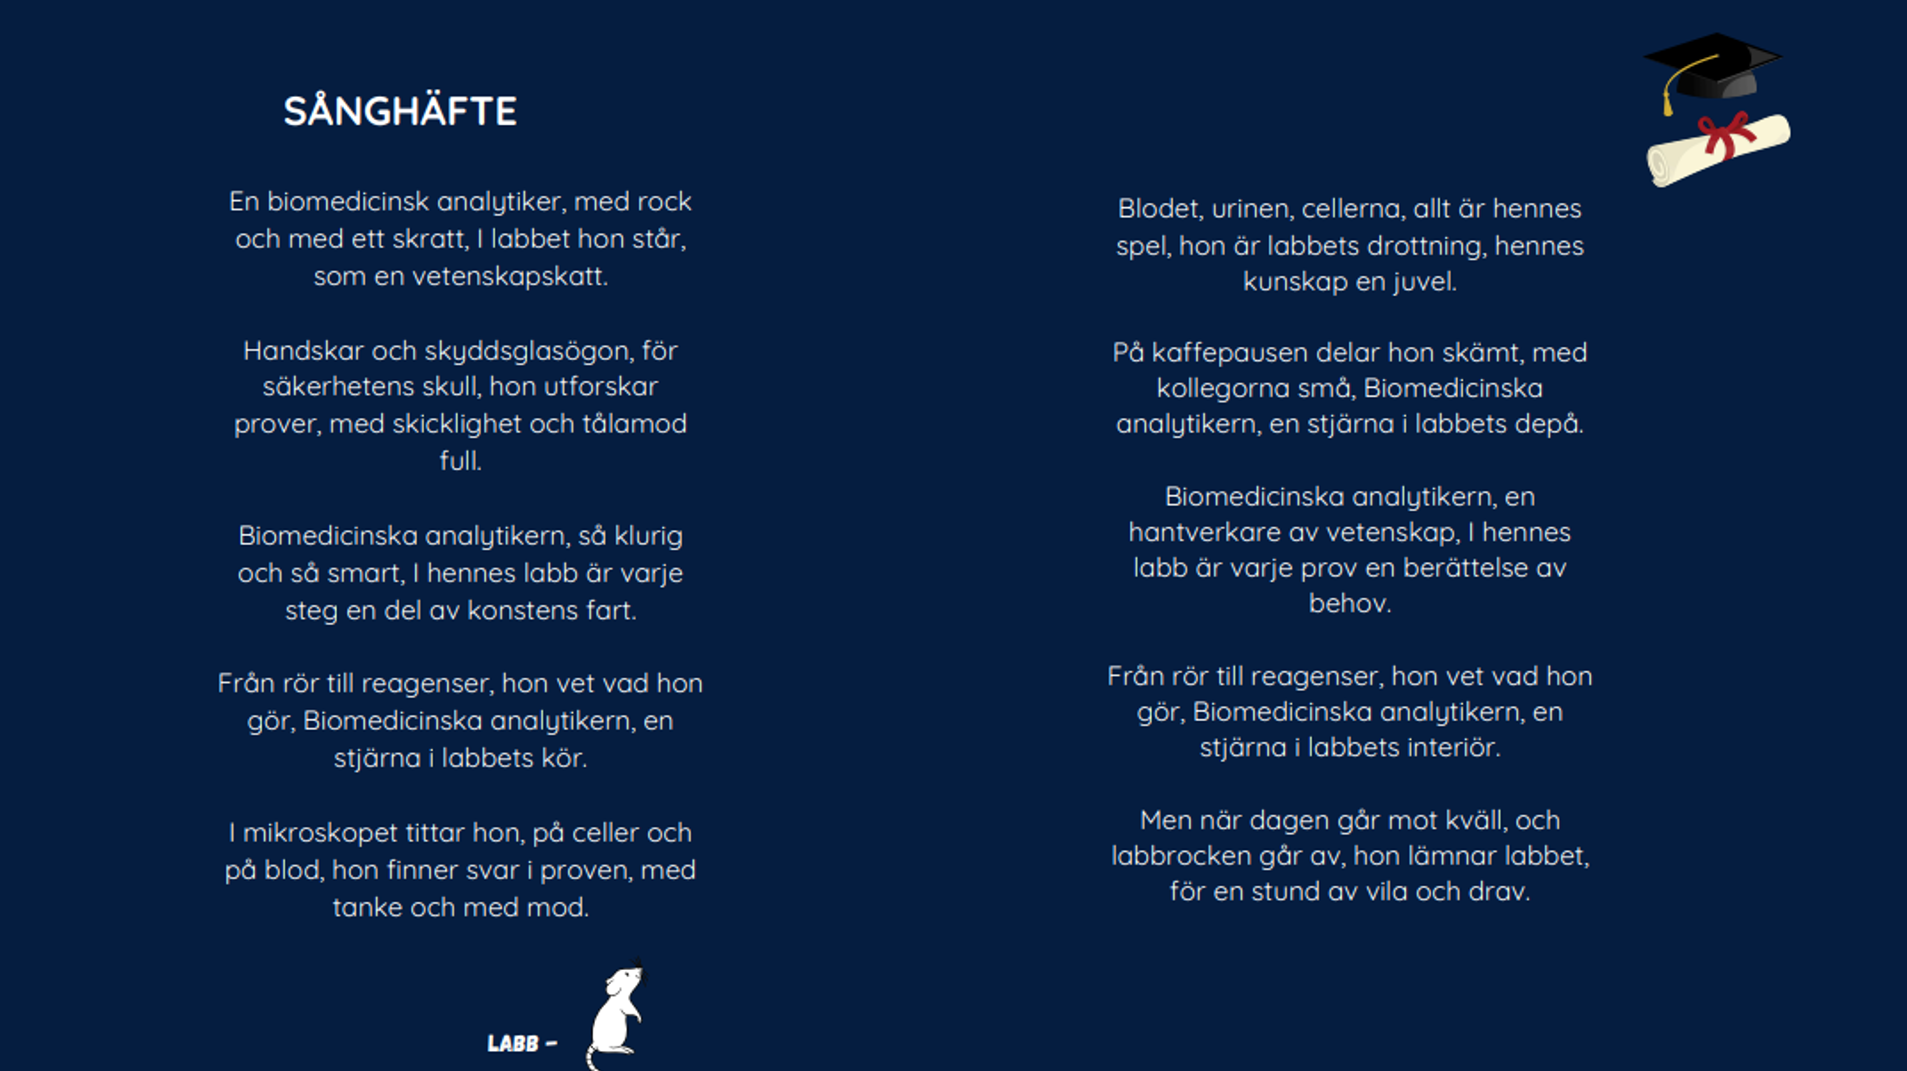 SÅNGHÄFTE
En biomedicinsk analytiker, med rock
och med ett skratt, I labbet hon står,
som en vetenskapskatt.
Handskar och skyddsglasögon, för
säkerhetens skull, hon utforskar
prover, med skicklighet och tålamod
full.
Biomedicinska analytikern, så klurig
och så smart, I hennes labb är varje
steg en del av konstens fart.
Från rör till reagenser, hon vet vad hon
gör, Biomedicinska analytikern, en
stjärna i labbets kör.
I mikroskopet tittar hon, på celler och
på blod, hon finner svar i proven, med
tanke och med mod.
LABB -
Blodet, urinen, cellerna, allt är hennes
spel, hon är labbets drottning, hennes
kunskap en juvel.
På kaffepausen delar hon skämt, med
kollegorna små, Biomedicinska
analytikern, en stjärna i labbets depå.
Biomedicinska analytikern, en
hantverkare av vetenskap, I hennes
labb är varje prov en berättelse av
behov.
Från rör till reagenser, hon vet vad hon
gör, Biomedicinska analytikern, en
stjärna i labbets interiör.
Men när dagen går mot kväll, och
labbrocken går av, hon lämnar labbet,
för en stund av vila och drav.